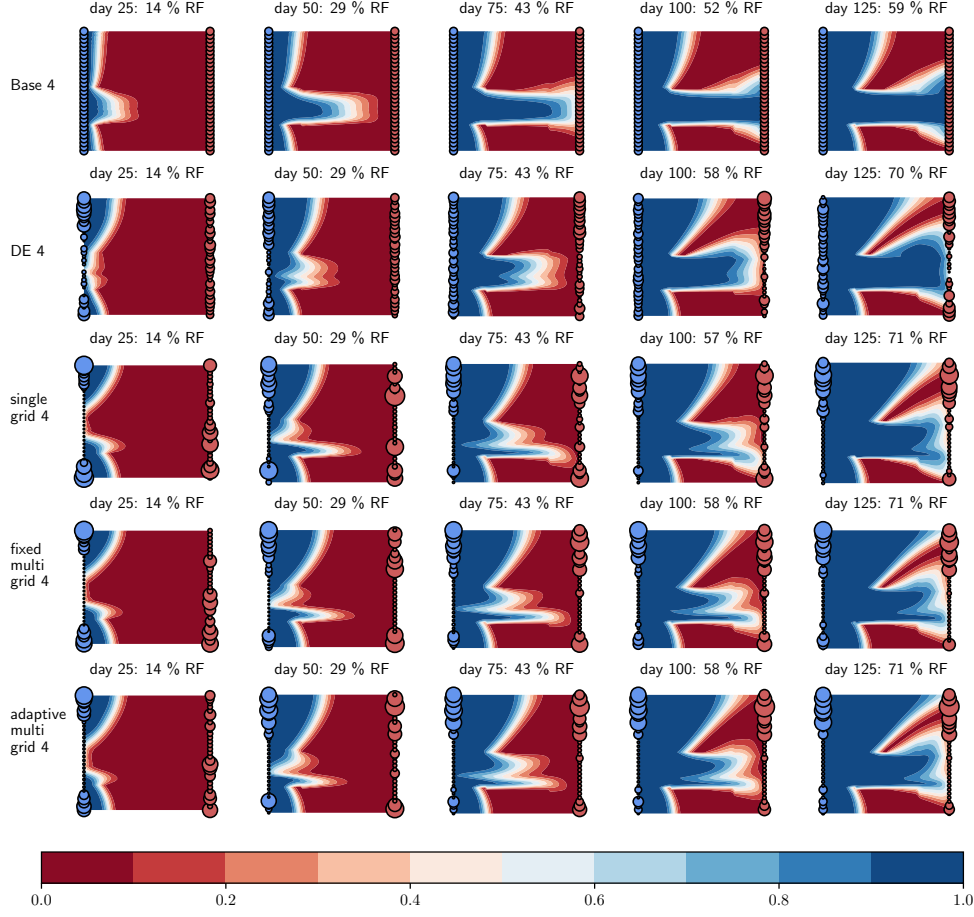 day 25: 14 % RF day 50: 29 % RF day 75: 43 % RF day 100: 52 % RF day 125: 59 % RF
Base 4
day 25: 14 % RF day 50: 29 % RF day 75: 43 % RF day 100: 58 % RF day 125: 70 % RF
DE 4
day 25: 14 % RF day 50: 29 % RF day 75: 43 % RF day 100: 57 % RF day 125: 71 % RF
single
grid 4
day 25: 14 % RF day 50: 29 % RF day 75: 43 % RF day 100: 58 % RF day 125: 71 % RF
fixed
multi
grid 4
day 25: 14 % RF day 50: 29 % RF day 75: 43 % RF day 100: 58 % RF day 125: 71 % RF
adaptive
multi
grid 4
0.0 0.2 0.4 0.6 0.8 1.0